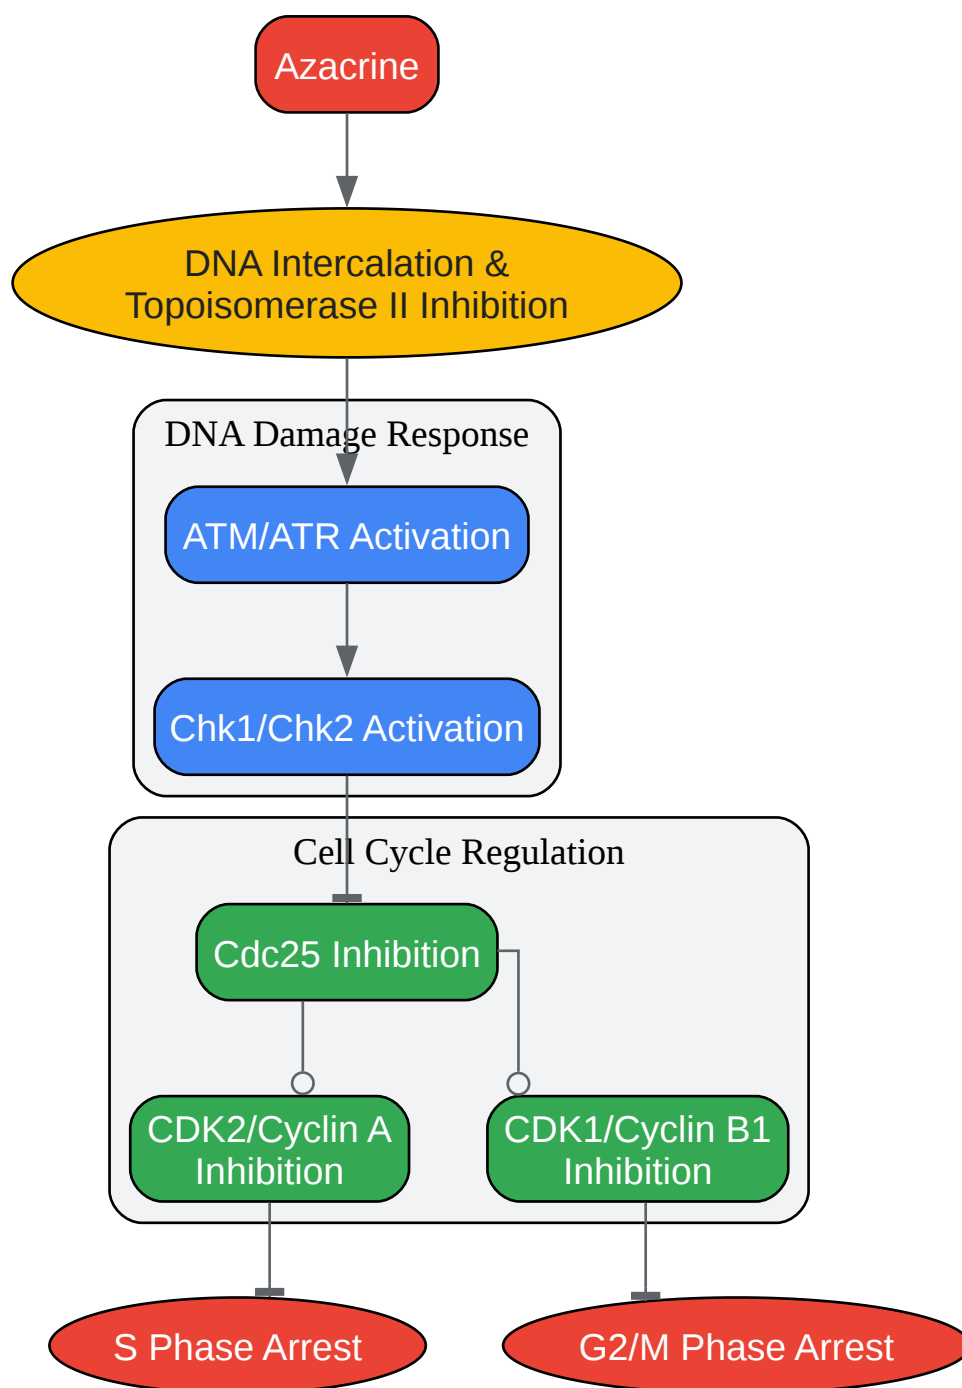 Azacrine
DNA Intercalation &
Topoisomerase II Inhibition
DNA Damage Response
ATM/ATR Activation
Chk1/Chk2 Activation
Cell Cycle Regulation
Cdc25 Inhibition
CDK2/Cyclin A
Inhibition
CDK1/Cyclin B1
Inhibition
S Phase Arrest
G2/M Phase Arrest